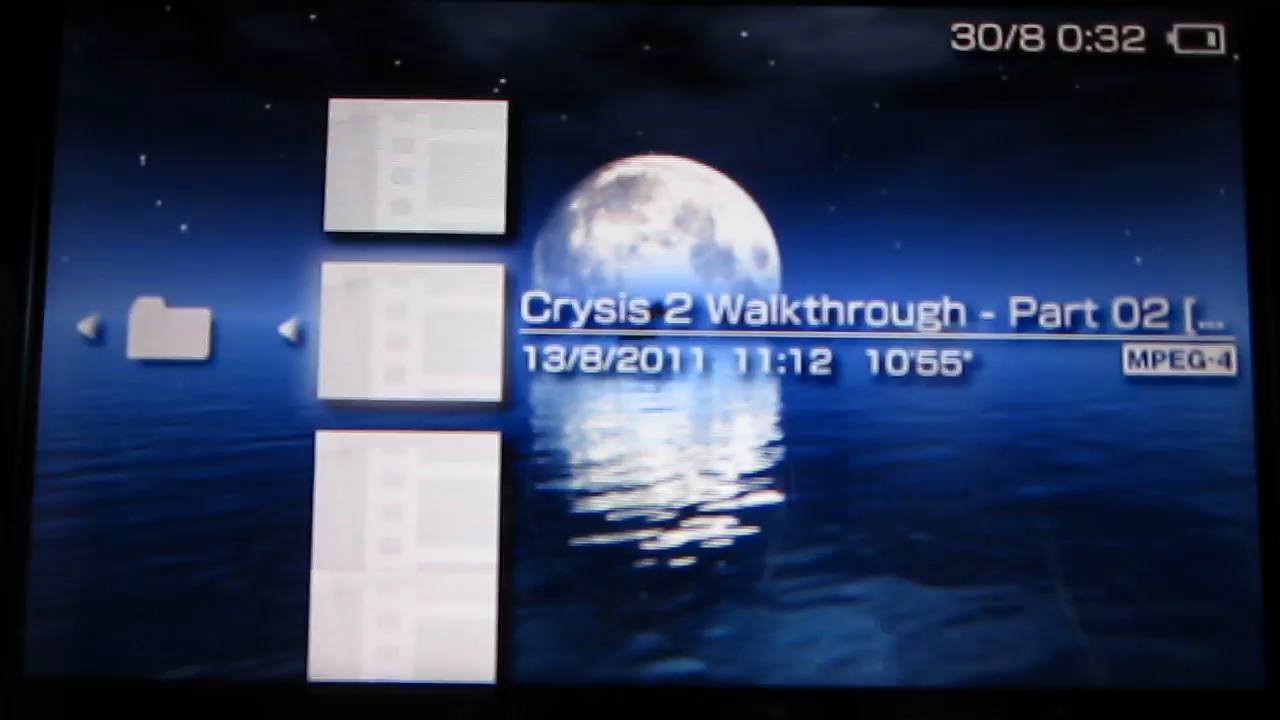 30/8 0:32
Crysis 2 Walkthrough - Part 02 [...
13/8/2011 11:12 10'55" MPEG-4